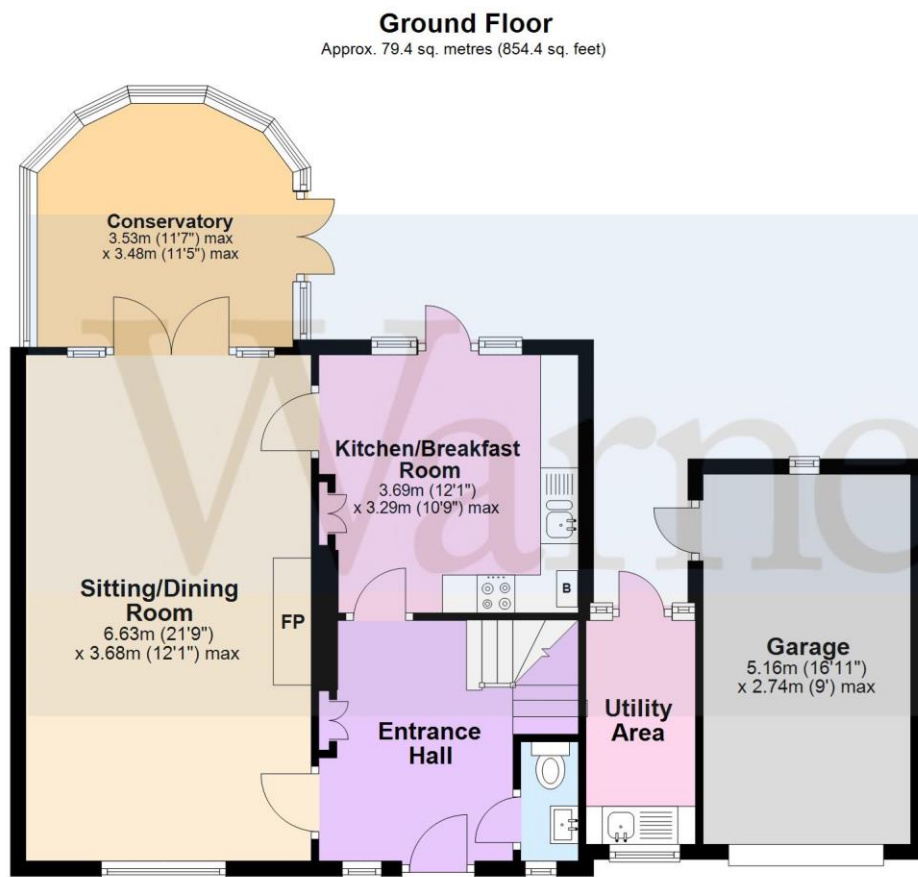 Ground Floor
Approx. 79.4 sq. metres (854.4 sq. feet)
Conservatory
3.53m (11'7") max
x 3.48m (11'5") max
Kitchen/Breakfast
Room
3.69m (12'1")
x 3.29m (10'9") max
B
Sitting/Dining
Room
6.63m (21'9")
x 3.68m (12'1") max
FP
Entrance
Hall
Utility
Area
Garage
5.16m (16'11")
x 2.74m (9') max
Warne